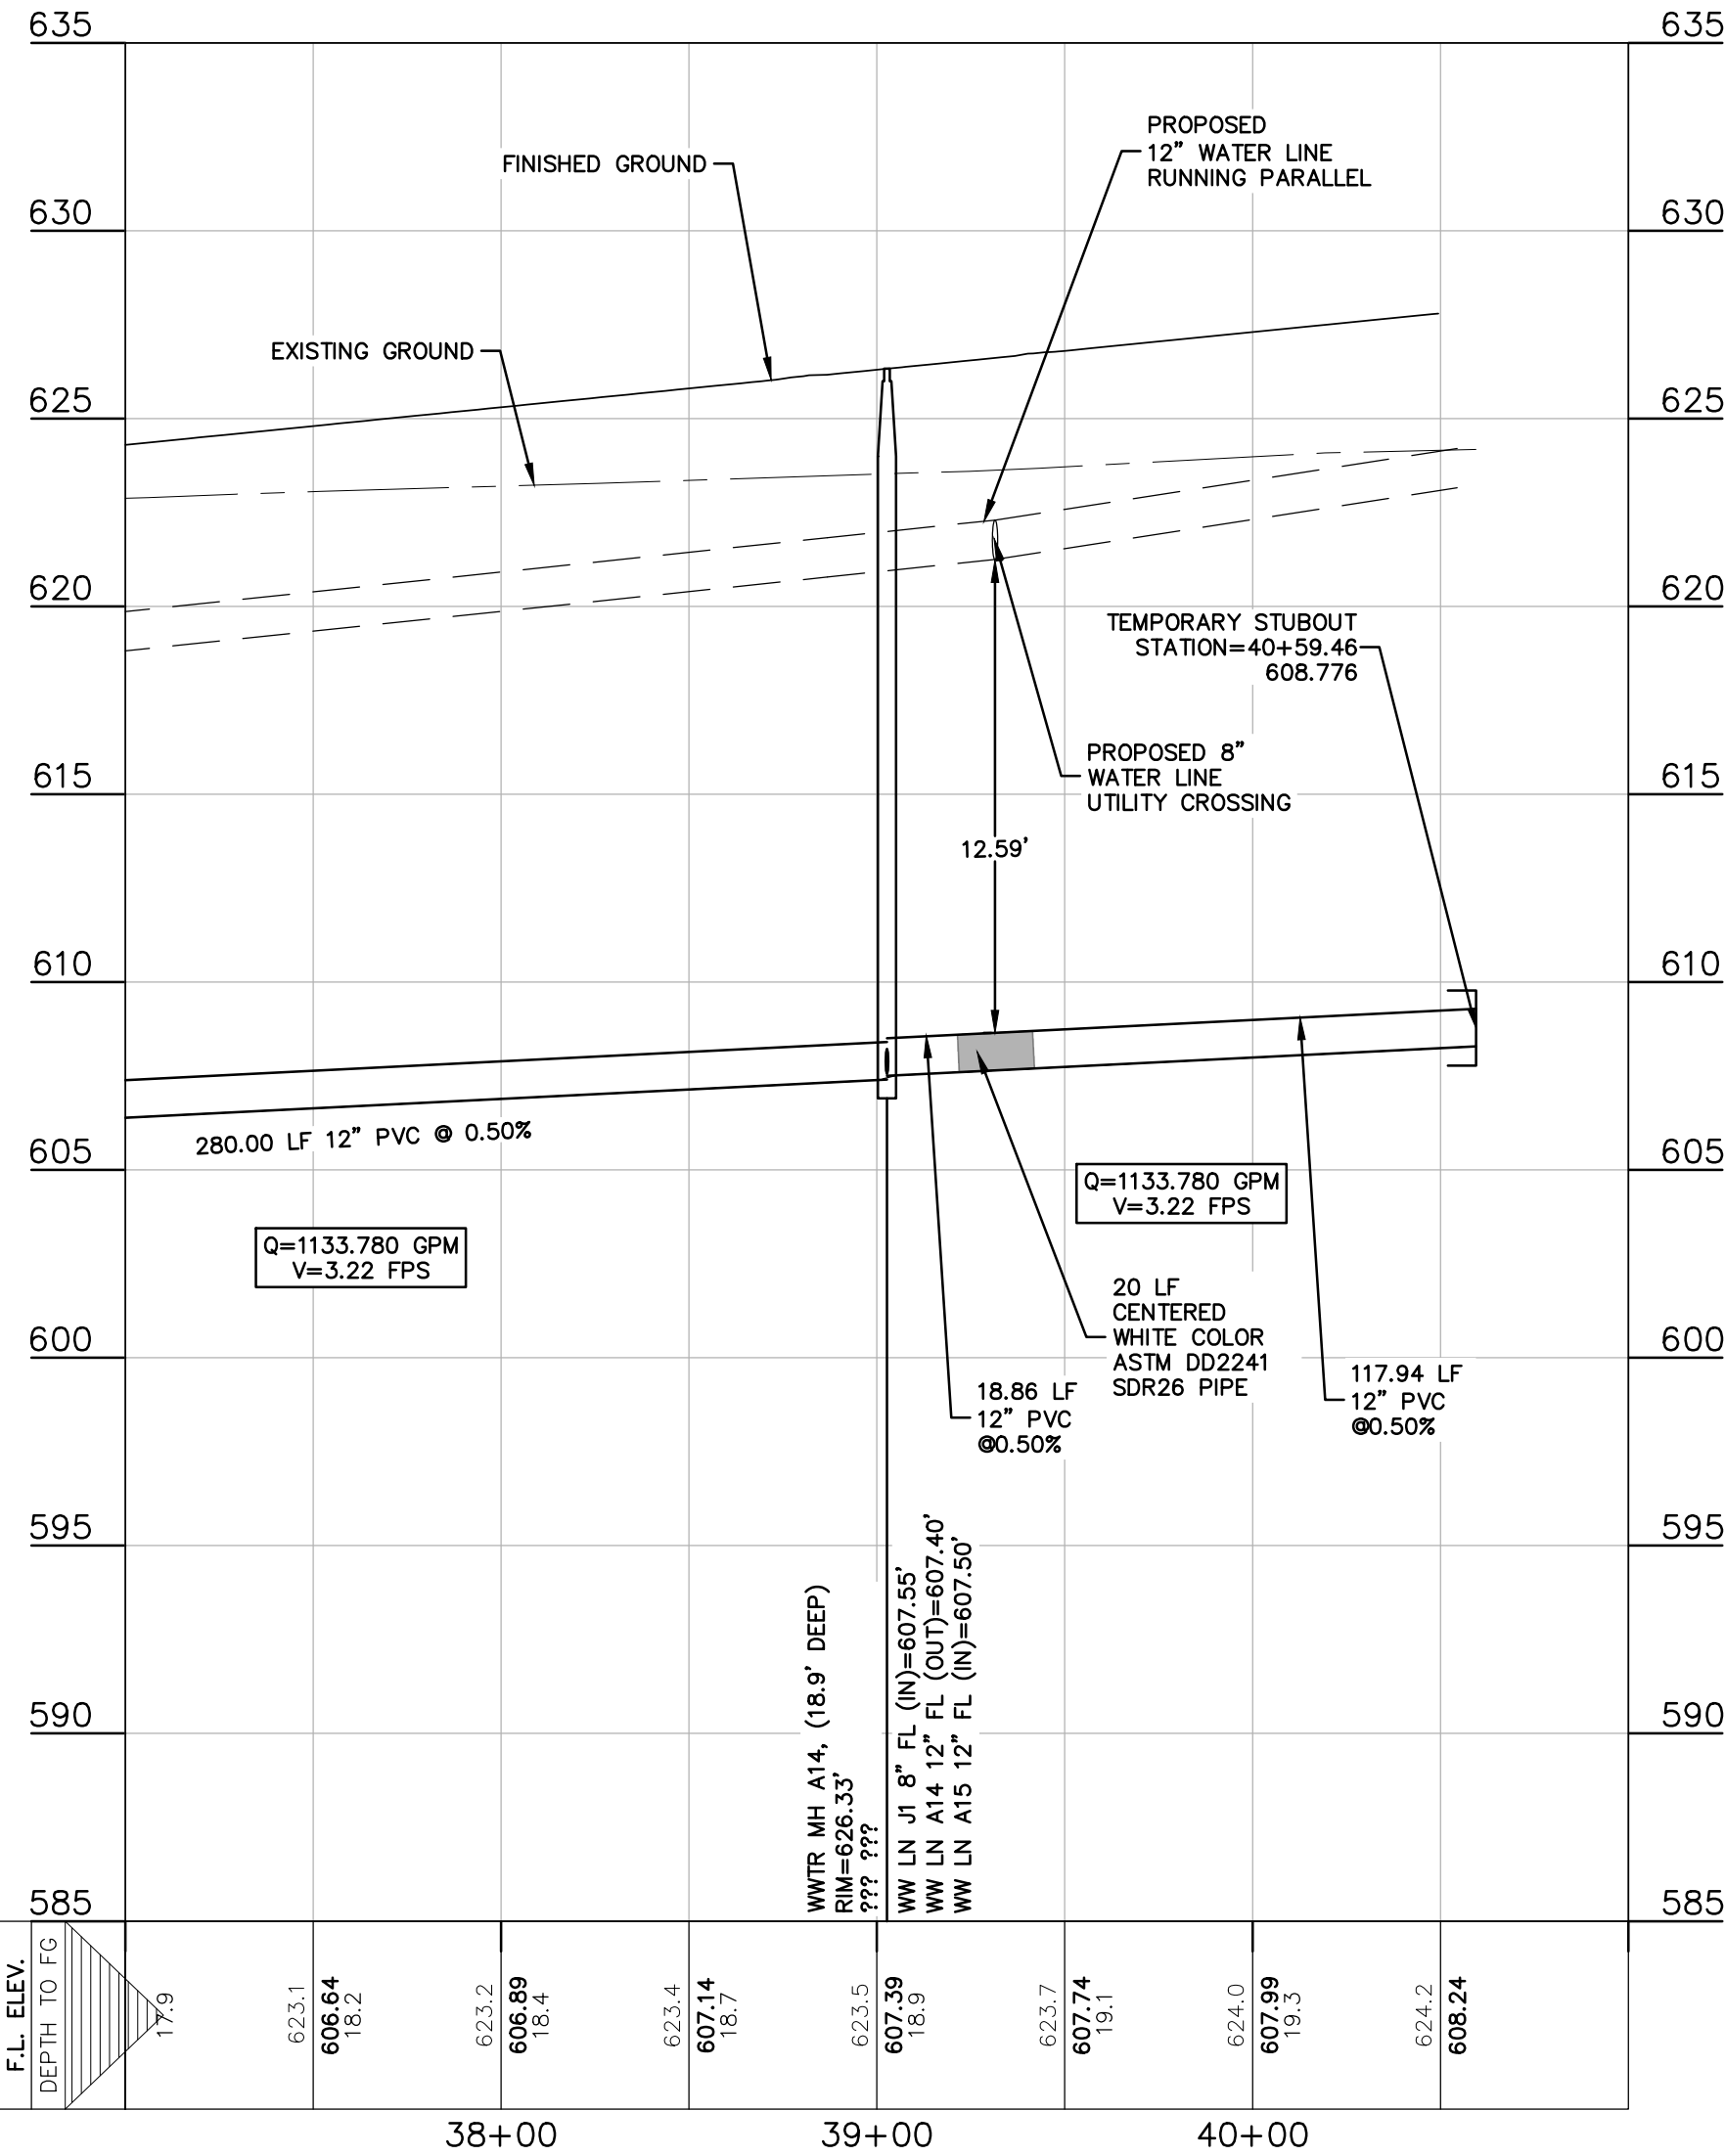 635
635
PROPOSED
12" WATER LINE
RUNNING PARALLEL
FINISHED GROUND
630
630
EXISTING GROUND
625
625
620
620
TEMPORARY STUBOUT
STATION=40+59.46
608.776
PROPOSED 8"
WATER LINE
UTILITY CROSSING
615
615
12.59'
610
610
280.00 LF 12" PVC @ 0.50%
605
605
Q=1133.780 GPM
V=3.22 FPS
Q=1133.780 GPM
V=3.22 FPS
20 LF
CENTERED
WHITE COLOR
ASTM DD2241
SDR26 PIPE
600
600
18.86 LF
12" PVC
@0.50%
117.94 LF
12" PVC
@0.50%
595
595
WWTR MH A14, (18.9' DEEP)
RIM=626.33'
??? ???
WW LN J1 8" FL (IN)=607.55'
WW LN A14 12" FL (OUT)=607.40'
WW LN A15 12" FL (IN)=607.50'
590
590
585
585
F.L. ELEV.
DEPTH TO FG
17.9
623.1
606.64
18.2
623.2
606.89
18.4
623.4
607.14
18.7
623.5
607.39
18.9
623.7
607.74
19.1
624.0
607.99
19.3
624.2
608.24
38+00
39+00
40+00